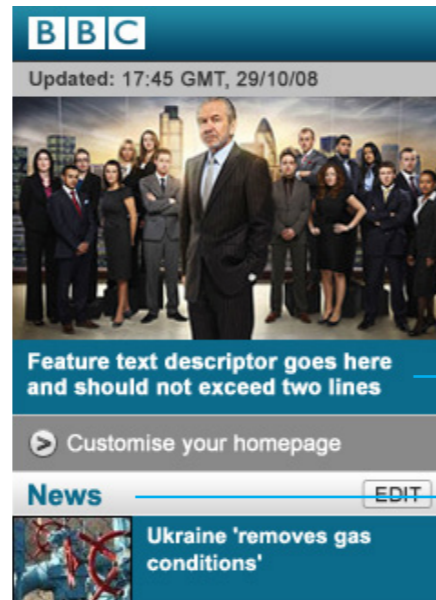 BBC
Updated: 17:45 GMT, 29/10/08
Feature text descriptor goes here
and should not exceed two lines
Customise your homepage
News EDIT
Ukraine 'removes gas
conditions'